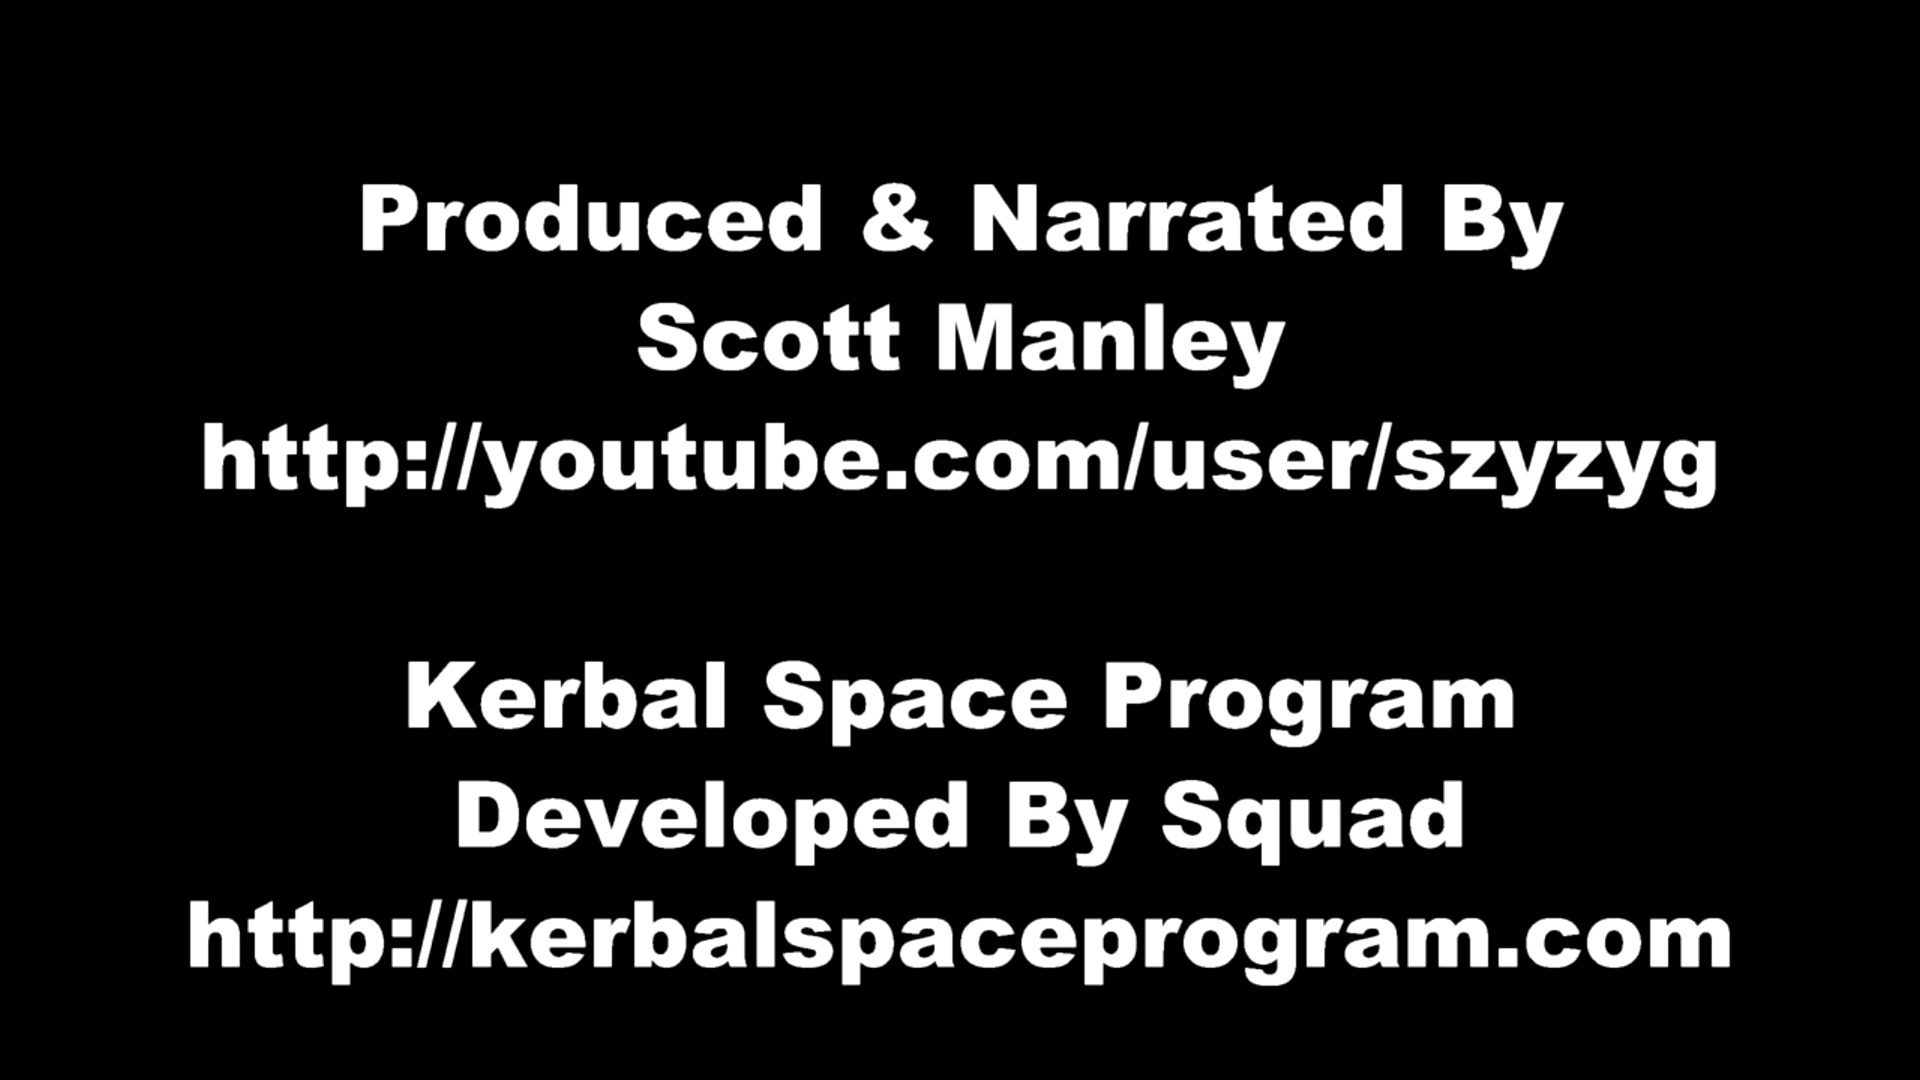 Produced & Narrated By
Scott Manley
http://youtube.com/user/szyzyg
Kerbal Space Program
Developed By Squad
http://kerbalspaceprogram.com